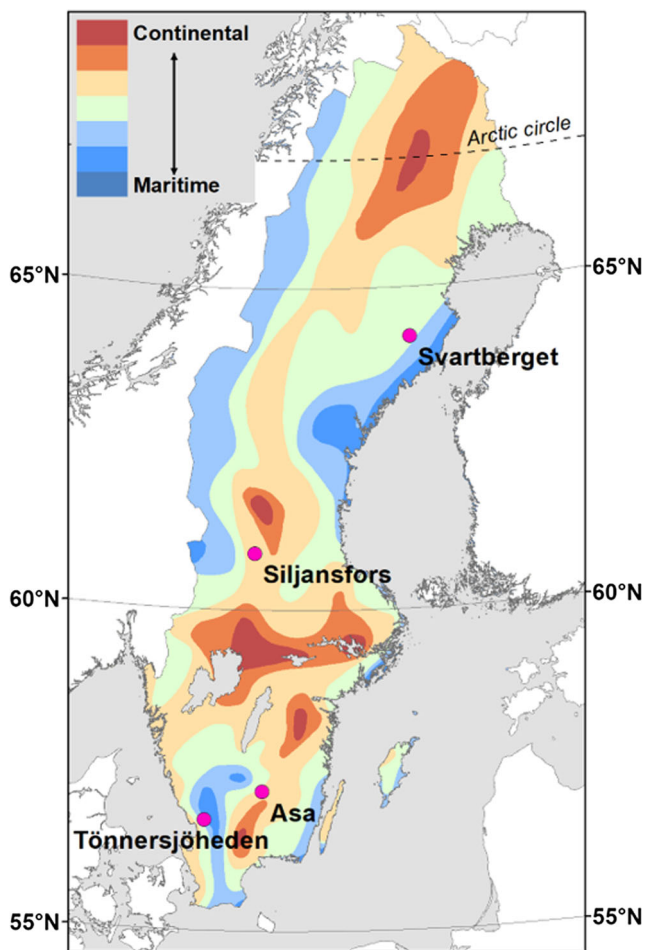 Continental
Maritime
Arctic circle
65°N
65°N
Svartberget
Siljansfors
60°N
60°N
Asa
Tönnersjöheden
55°N
55°N